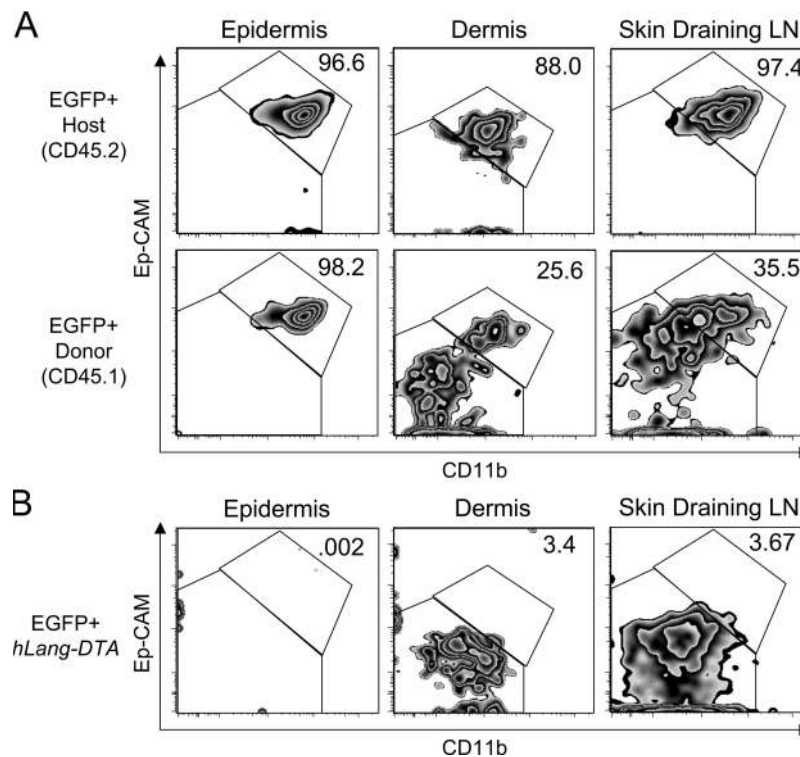 A
Epidermis
Dermis
Skin Draining LN
EGFP+
Host
(CD45.2)
96.6
88.0
97.4
Ep-CAM
EGFP+
Donor
(CD45.1)
98.2
25.6
35.5
CD11b
B
Epidermis
Dermis
Skin Draining LN
EGFP+
hLang-DTA
.002
3.4
3.67
Ep-CAM
CD11b